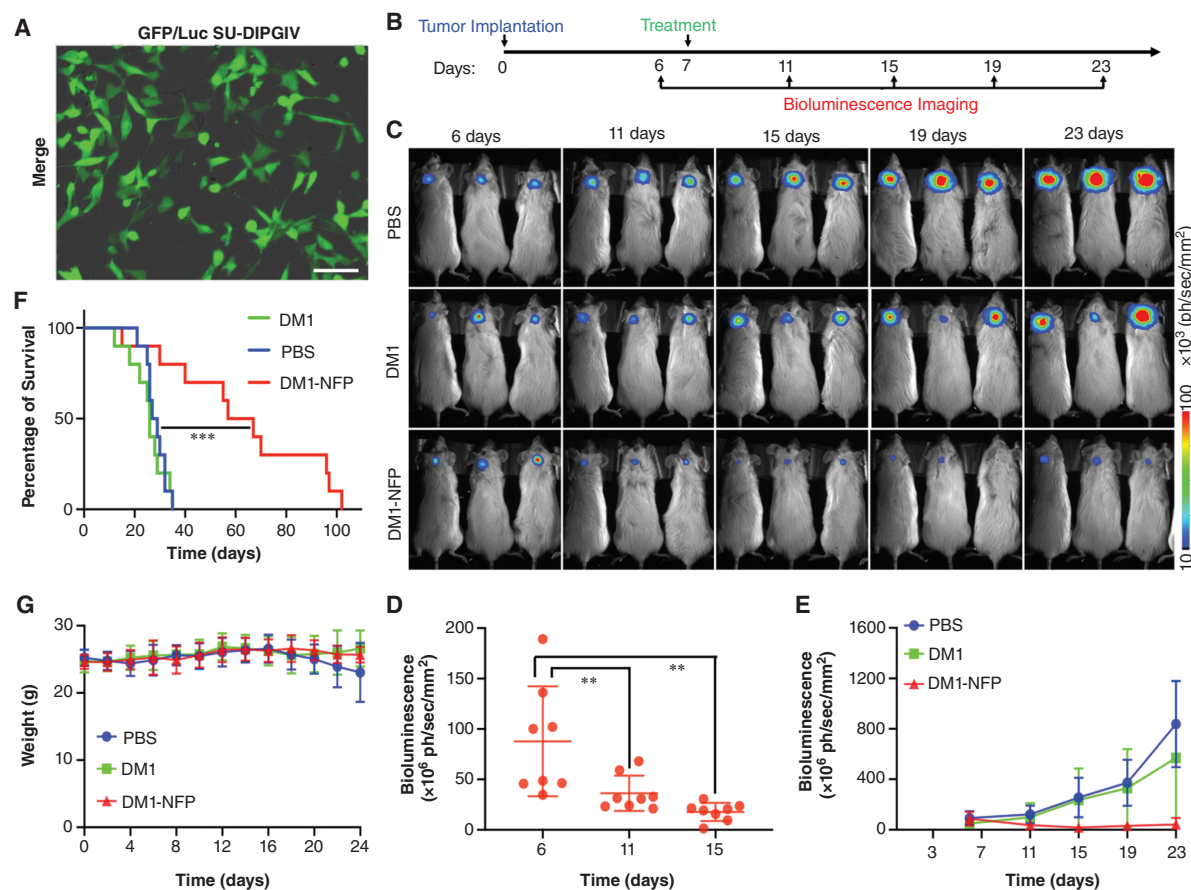 A
GFP/Luc SU-DIPGIV
Merge
B
Tumor Implantation
Treatment
Days:
0
6
7
11
15
19
23
Bioluminescence Imaging
C
6 days
11 days
15 days
19 days
23 days
PBS
DM1
DM1-NFP
×10³ (ph/sec/mm²)
100
10
F
Percentage of Survival
100
50
0
DM1
PBS
DM1-NFP
***
0 20 40 60 80 100
Time (days)
G
Weight (g)
30
20
10
0
PBS
DM1
DM1-NFP
0 4 8 12 16 20 24
Time (days)
D
Bioluminescence
(×10⁶ ph/sec/mm²)
200
150
100
50
0
**
**
6 11 15
Time (days)
E
Bioluminescence
(×10⁶ ph/sec/mm²)
1600
1200
800
400
0
PBS
DM1
DM1-NFP
3 7 11 15 19 23
Time (days)